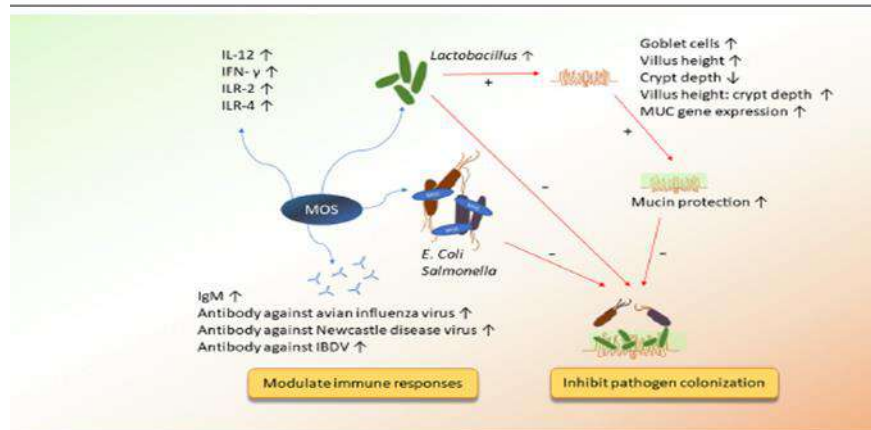 IL-12 ↑
IFN- γ ↑
ILR-2 ↑
ILR-4 ↑
Lactobacillus ↑
Goblet cells ↑
Villus height ↑
Crypt depth ↓
Villus height: crypt depth ↑
MUC gene expression ↑
+
+
MOS
-
Mucin protection ↑
E. Coli
Salmonella
-
-
IgM ↑
Antibody against avian influenza virus ↑
Antibody against Newcastle disease virus ↑
Antibody against IBDV ↑
Modulate immune responses
Inhibit pathogen colonization